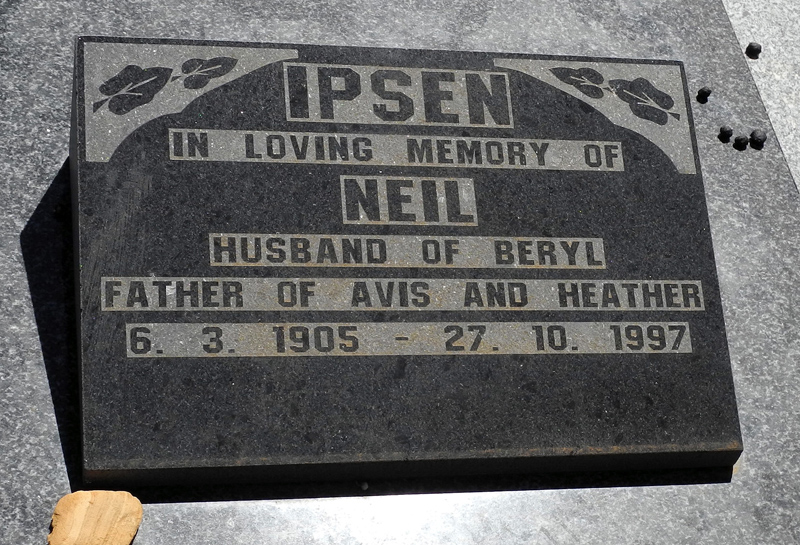 IPSEN
IN LOVING MEMORY OF
NEIL
HUSBAND OF BERYL
FATHER OF AVIS AND HEATHER
6. 3. 1905 - 27. 10. 1997